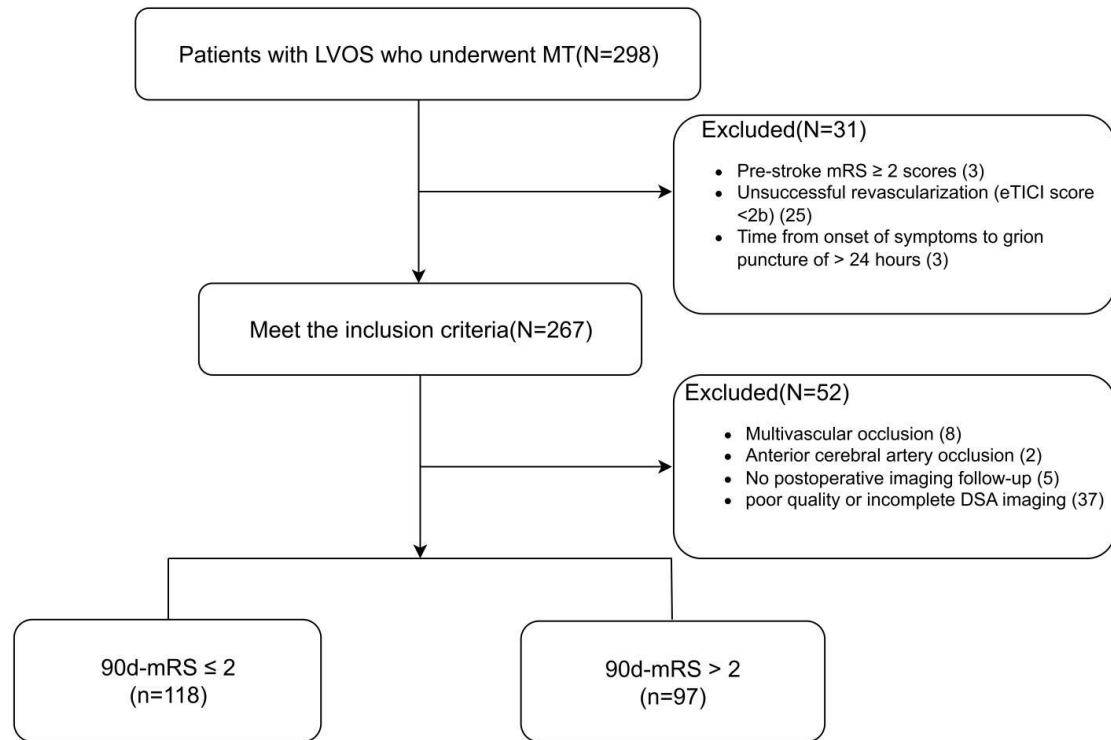 Patients with LVOS who underwent MT(N=298)
Excluded(N=31)
• Pre-stroke mRS ≥ 2 scores (3)
• Unsuccessful revascularization (eTICI score
<2b) (25)
• Time from onset of symptoms to grion
puncture of > 24 hours (3)
Meet the inclusion criteria(N=267)
Excluded(N=52)
• Multivascular occlusion (8)
• Anterior cerebral artery occlusion (2)
• No postoperative imaging follow-up (5)
• poor quality or incomplete DSA imaging (37)
90d-mRS ≤ 2
(n=118)
90d-mRS > 2
(n=97)